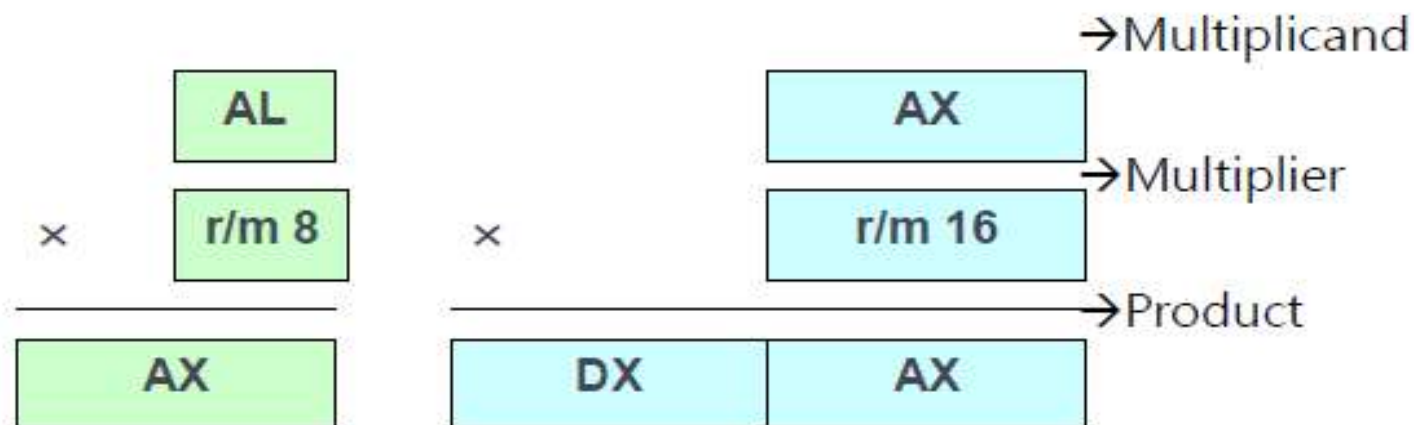 →Multiplicand
AL AX
→Multiplier
× r/m 8 × r/m 16
→Product
AX DX AX